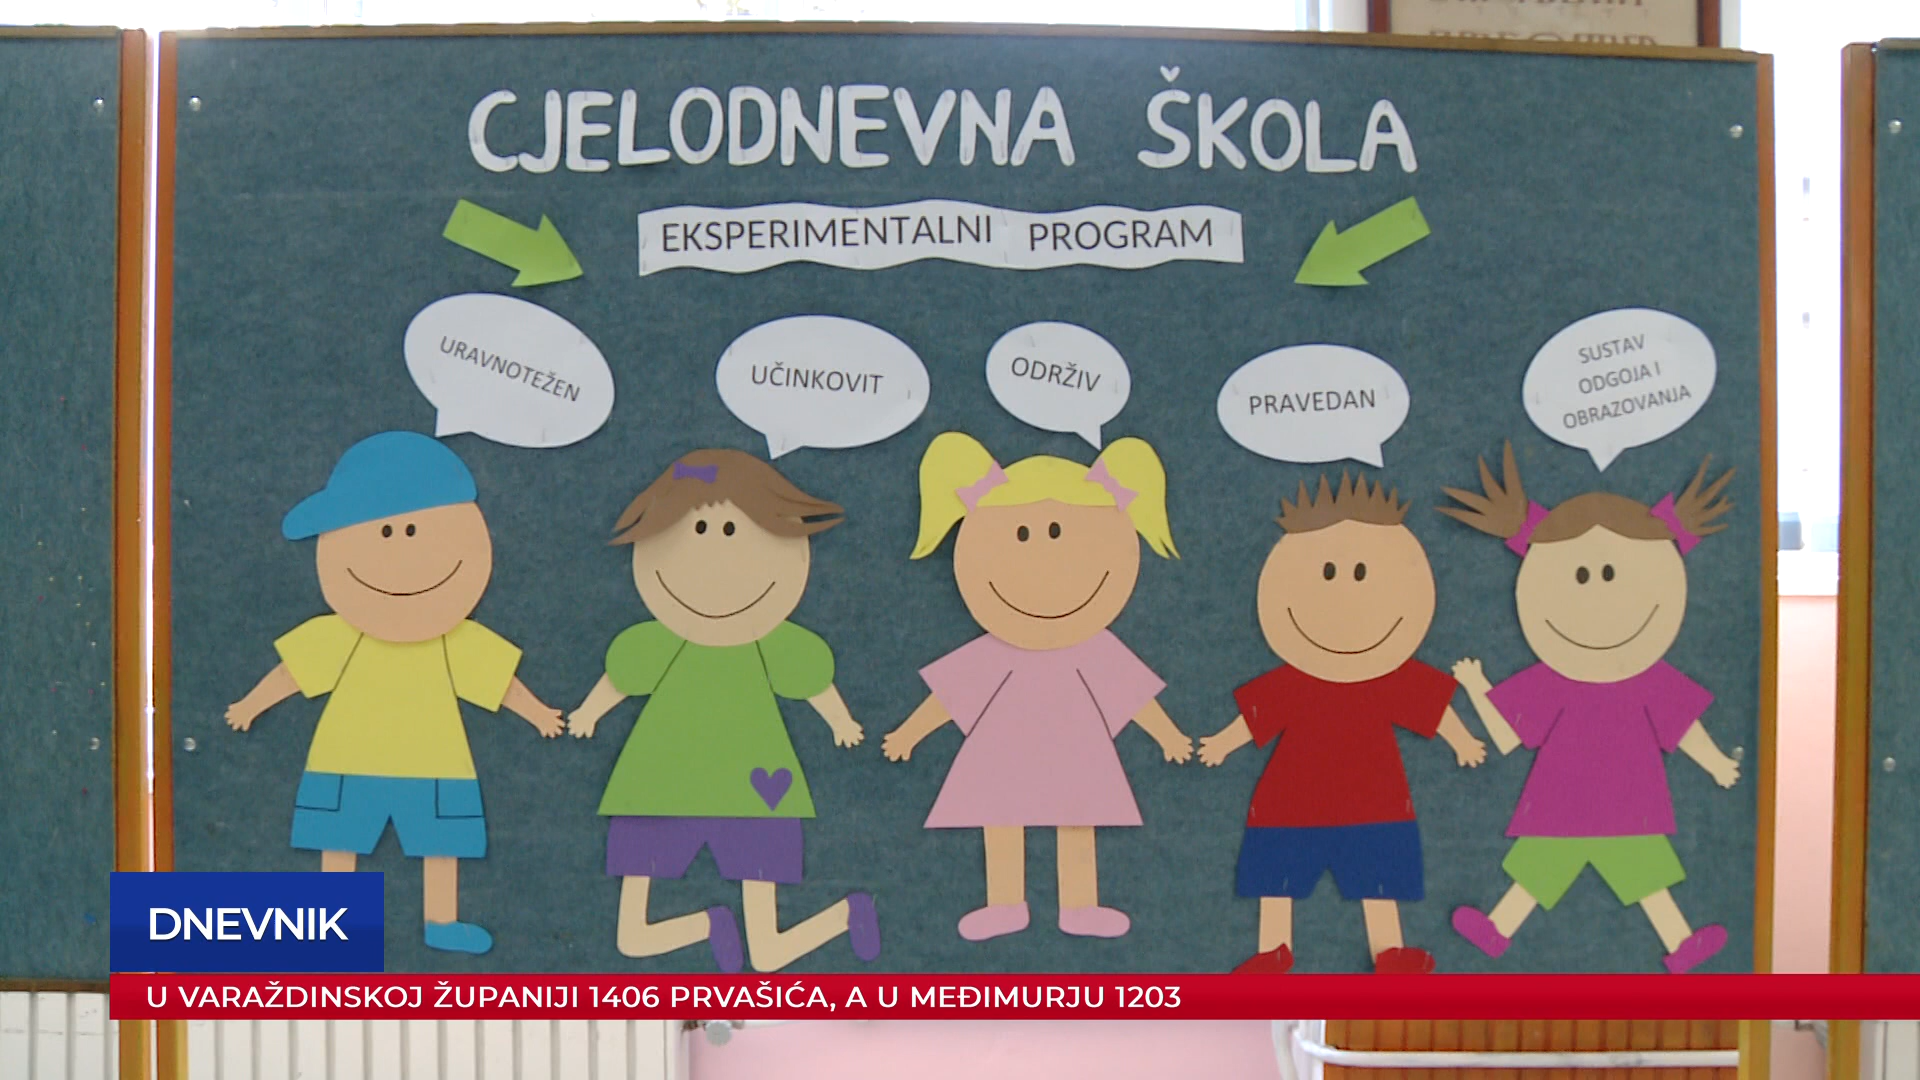 CJELODNEVNA ŠKOLA
EKSPERIMENTALNI PROGRAM
URAVNOTEŽEN
UČINKOVIT
ODRŽIV
PRAVEDAN
SUSTAV
ODGOJA I
OBRAZOVANJA
DNEVNIK
U VARAŽDINSKOJ ŽUPANIJI 1406 PRVAŠIĆA, A U MEĐIMURJU 1203